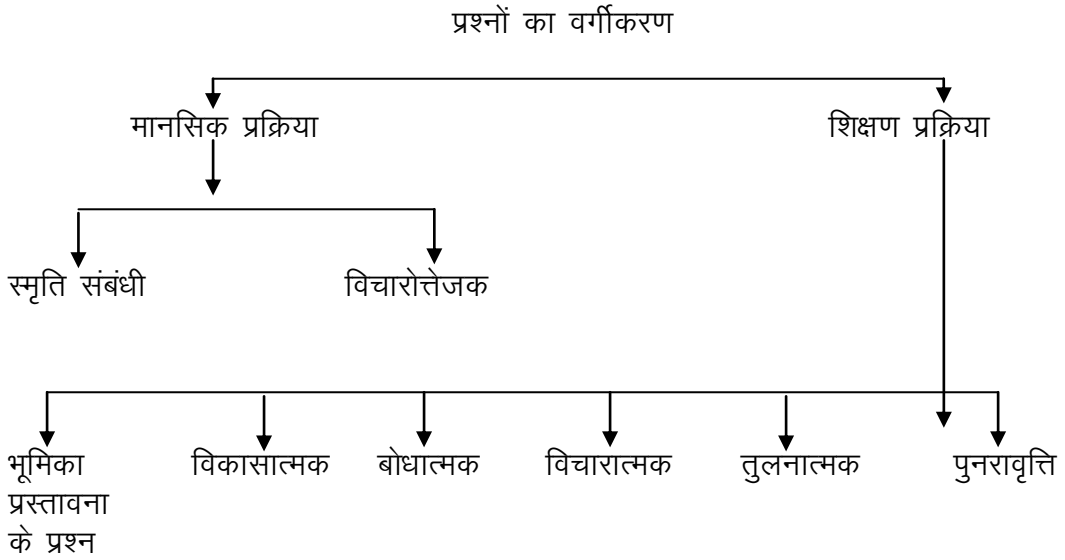 प्रश्नों का वर्गीकरण
मानसिक प्रक्रिया शिक्षण प्रक्रिया
स्मृति संबंधी विचारोत्तेजक
भूमिका विकासात्मक बोधात्मक विचारात्मक तुलनात्मक पुनरावृत्ति
प्रस्तावना
के प्रश्न